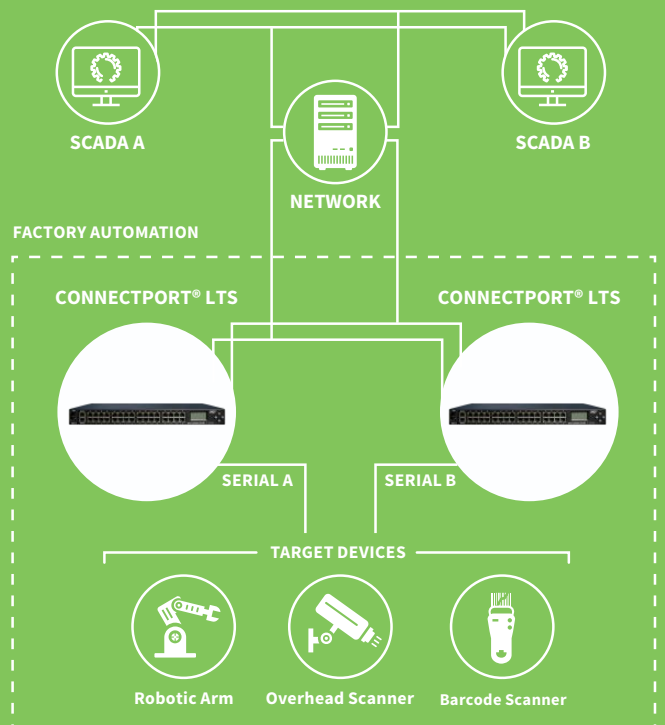 SCADA A
SCADA B
NETWORK
FACTORY AUTOMATION
CONNECTPORT® LTS
CONNECTPORT® LTS
SERIAL A
SERIAL B
TARGET DEVICES
Robotic Arm
Overhead Scanner
Barcode Scanner